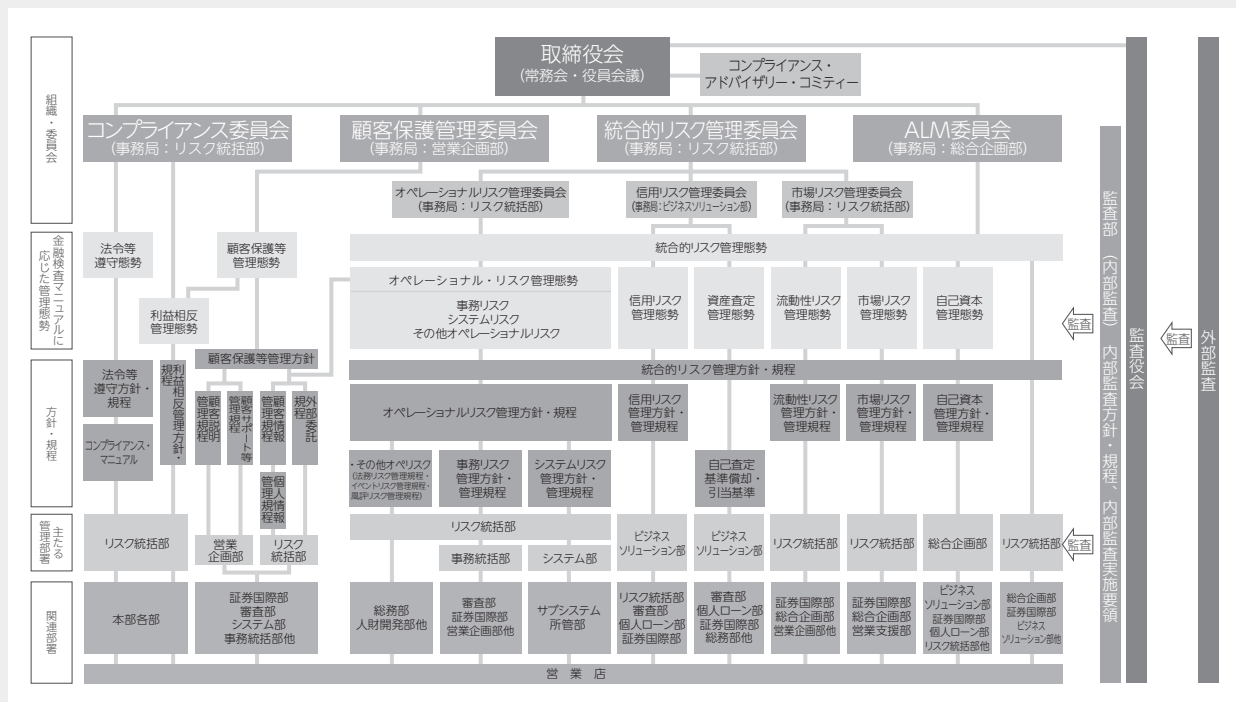 取締役会
(常務会・役員会議)
コンプライアンス・
アドバイザリー・コミティー
組織・委員会
コンプライアンス委員会
(事務局：リスク統括部)
顧客保護管理委員会
(事務局：営業企画部)
統合的リスク管理委員会
(事務局：リスク統括部)
ALM委員会
(事務局：総合企画部)
オペレーショナルリスク管理委員会
(事務局：リスク統括部)
信用リスク管理委員会
(事務局：ビジネスソリューション部)
市場リスク管理委員会
(事務局：リスク統括部)
金融検査マニュアルに
応じた管理態勢
法令等
遵守態勢
顧客保護等
管理態勢
利益相反
管理態勢
統合的リスク管理態勢
オペレーショナル・リスク管理態勢
事務リスク
システムリスク
その他オペレーショナルリスク
信用リスク
管理態勢
資産査定
管理態勢
流動性リスク
管理態勢
市場リスク
管理態勢
自己資本
管理態勢
監査
方針・規程
法令等
遵守方針・
規程
コンプライアンス・
マニュアル
利益相反管理方針・
規程
顧客保護等管理方針
顧客説明
管理規程
顧客サポート等
管理規程
顧客情報
管理規程
外部委託
規程
個人情報
管理規程
統合的リスク管理方針・規程
オペレーショナルリスク管理方針・規程
・その他オペリスク
(法務リスク管理規程・
イベントリスク管理規程・
風評リスク管理規程)
事務リスク
管理方針・
管理規程
システムリスク
管理方針・
管理規程
信用リスク
管理方針・
管理規程
自己査定
基準償却・
引当基準
流動性リスク
管理方針・
管理規程
市場リスク
管理方針・
管理規程
自己資本
管理方針・
管理規程
主たる
管理部署
リスク統括部
営業
企画部
リスク
統括部
リスク統括部
事務統括部
システム部
ビジネス
ソリューション部
ビジネス
ソリューション部
リスク統括部
リスク統括部
総合企画部
リスク統括部
監査
関連部署
本部各部
証券国際部
審査部
システム部
事務統括部他
総務部
人財開発部他
審査部
証券国際部
営業企画部他
サブシステム
所管部
リスク統括部
審査部
個人ローン部
証券国際部
審査部
個人ローン部
証券国際部
総務部他
証券国際部
総合企画部
営業企画部他
証券国際部
総合企画部
営業支援部
ビジネス
ソリューション部
証券国際部
個人ローン部
リスク統括部他
総合企画部
証券国際部
ビジネス
ソリューション部他
営業店
監査部（内部監査）内部監査方針・規程、内部監査実施要領
監査役会
監査
外部監査